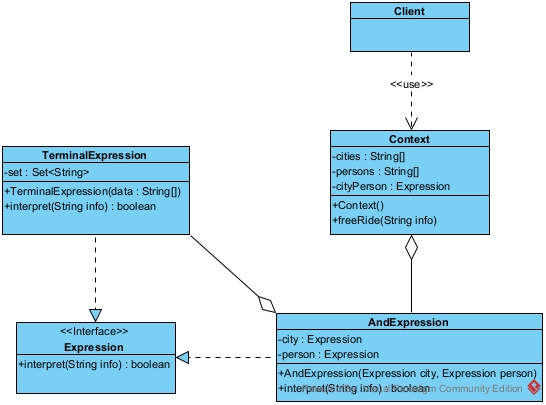 Client
<<use>>
Context
-cities : String[]
-persons : String[]
-cityPerson : Expression
+Context()
+freeRide(String info)
TerminalExpression
-set : Set<String>
+TerminalExpression(data : String[])
+interpret(String info) : boolean
<<Interface>>
Expression
+interpret(String info) : boolean
AndExpression
-city : Expression
-person : Expression
+AndExpression(Expression city, Expression person)
+interpret(String info) : boolean
Community Edition